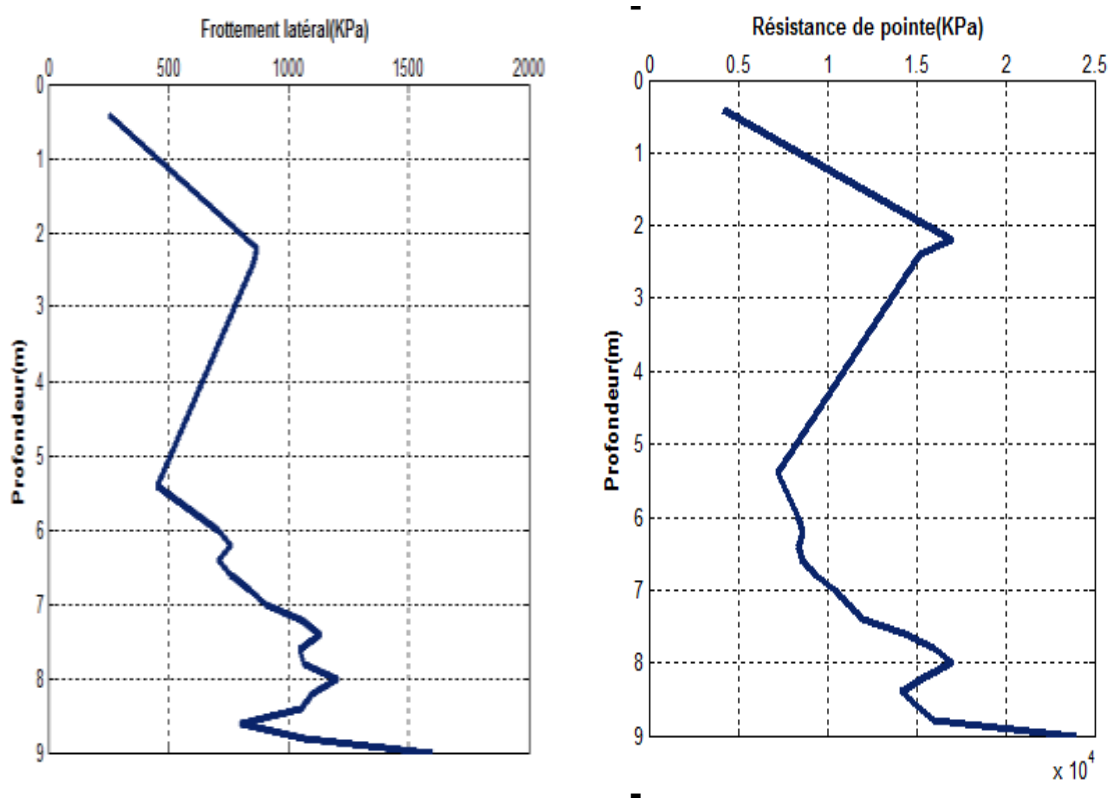 Frottement latéral(KPa)
0 500 1000 1500 2000
0
1
2
3
4
5
6
7
8
9
Profondeur(m)
Résistance de pointe(KPa)
0 0.5 1 1.5 2 2.5
0
1
2
3
4
5
6
7
8
9
Profondeur(m)
x 10⁴